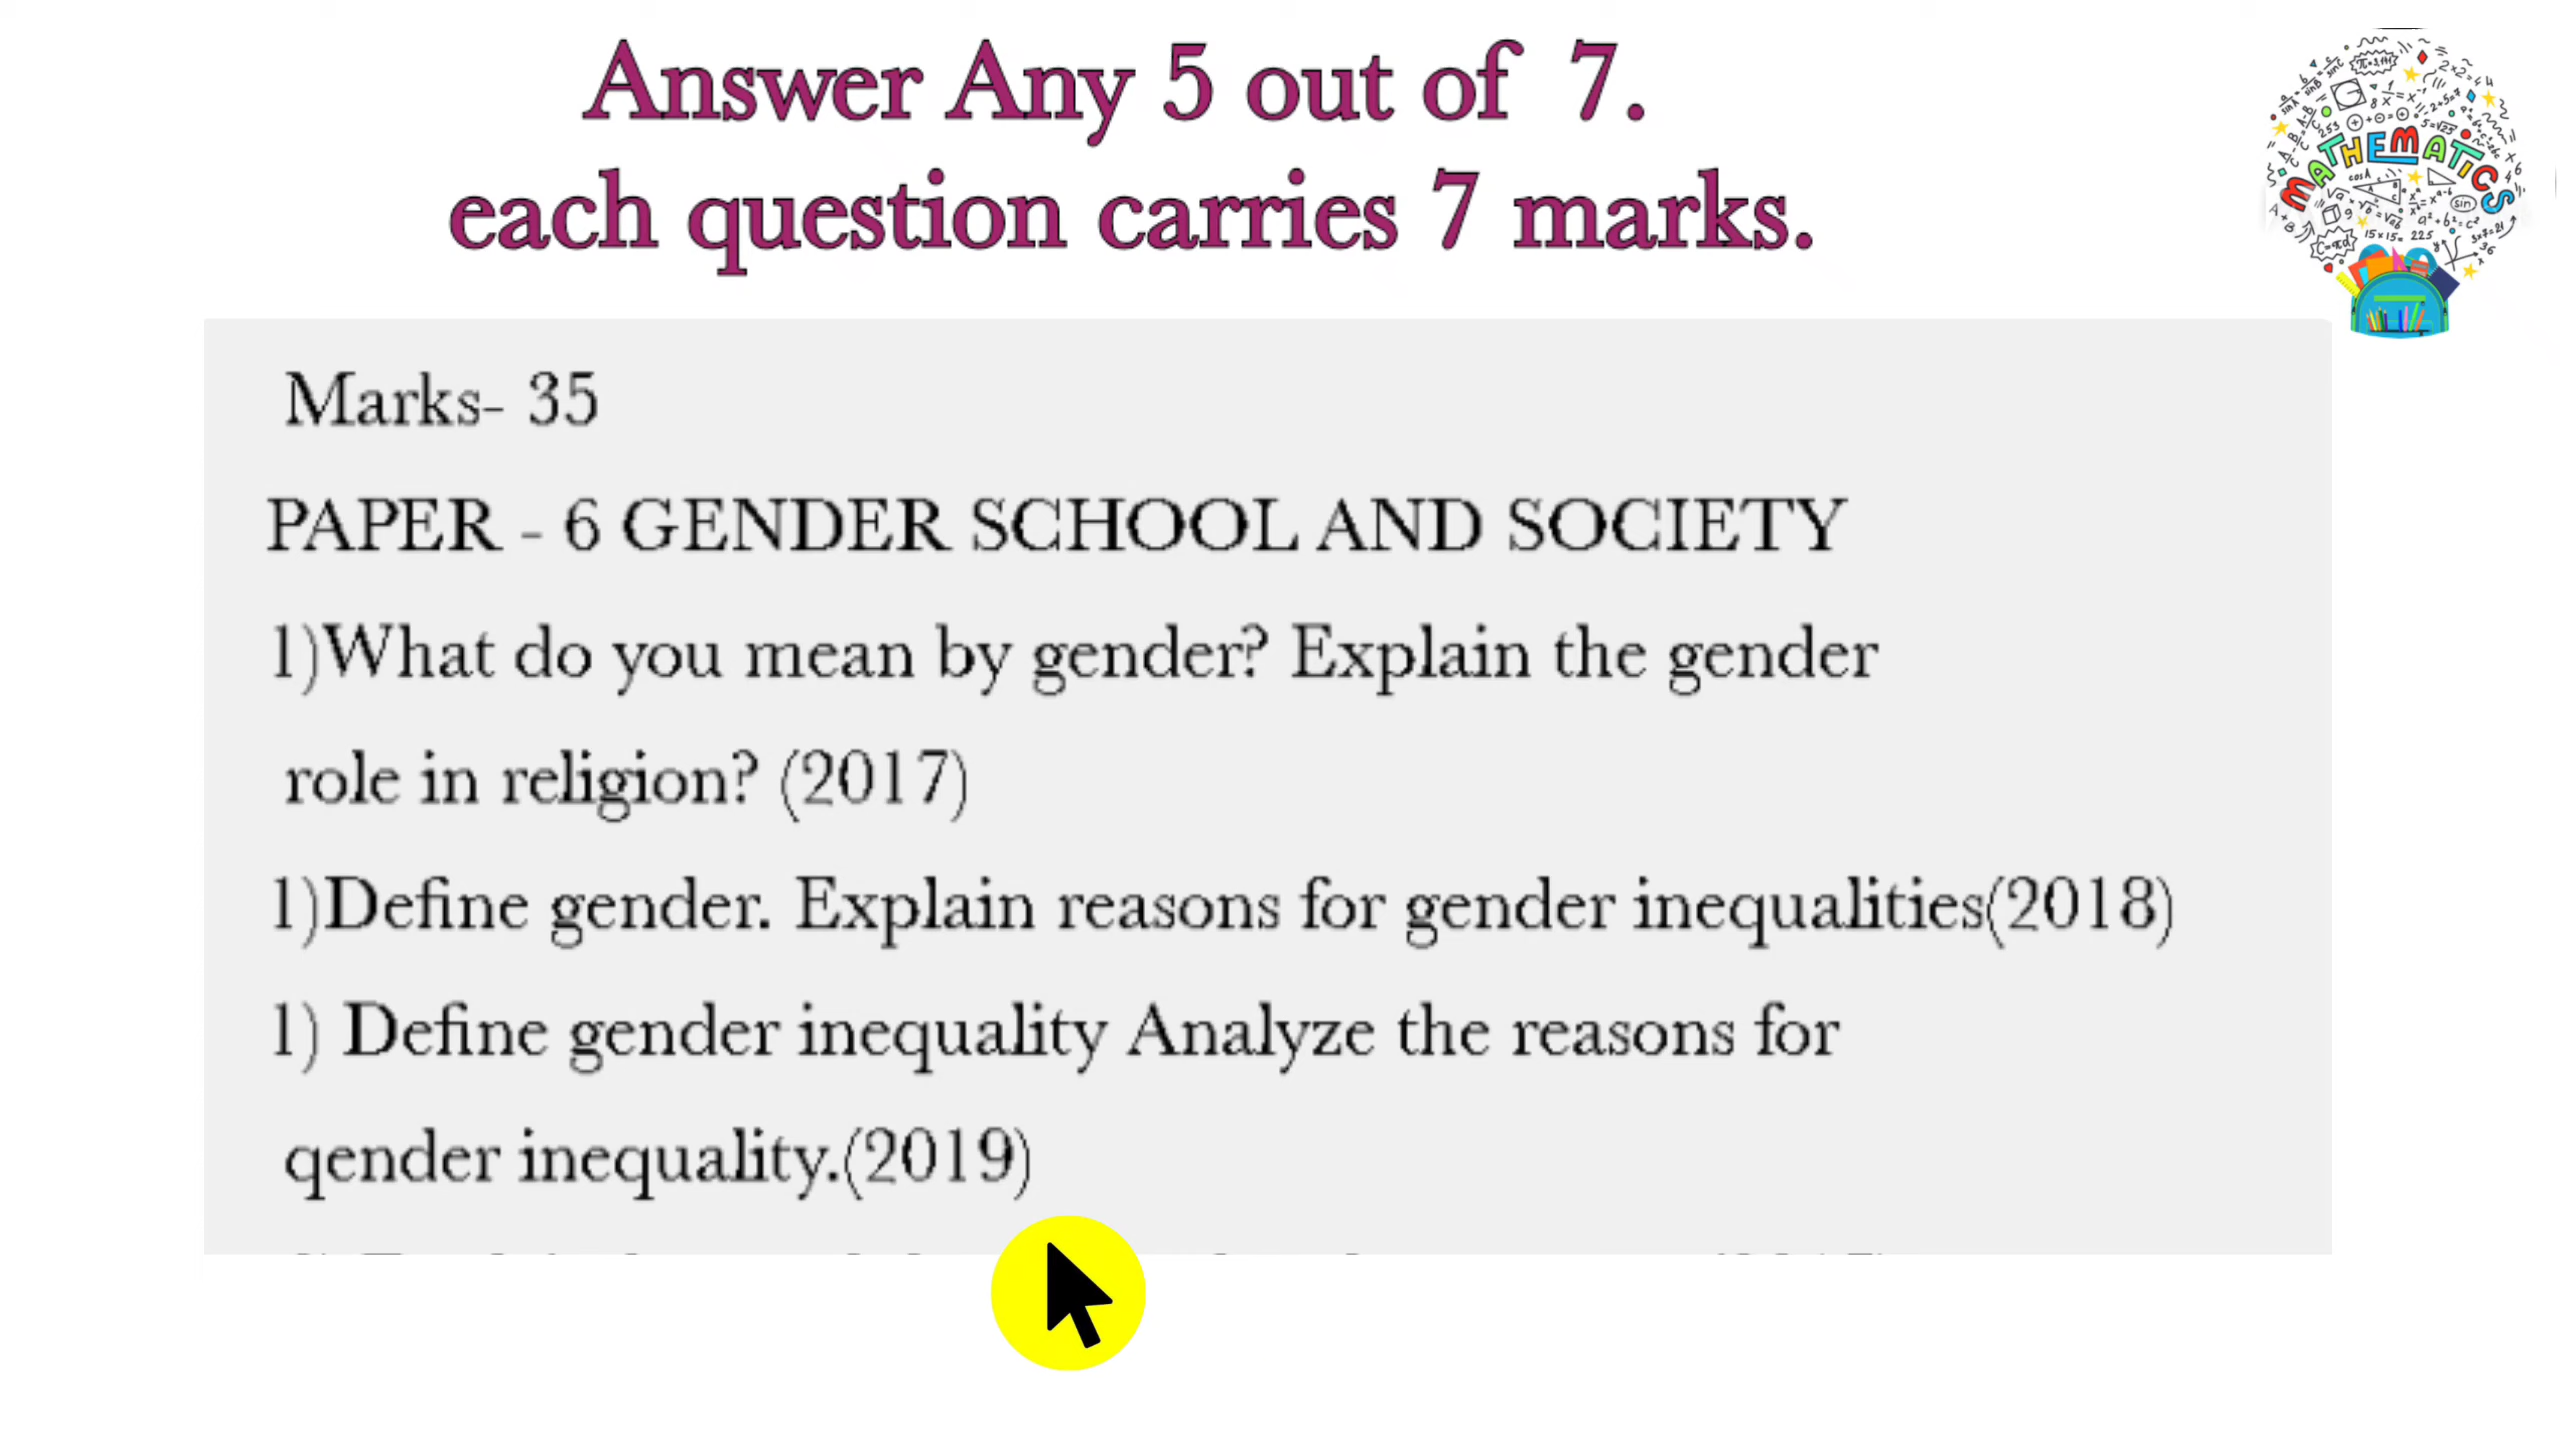 Answer Any 5 out of 7.
each question carries 7 marks.
MATHEMATICS
Marks- 35
PAPER - 6 GENDER SCHOOL AND SOCIETY
1)What do you mean by gender? Explain the gender
role in religion? (2017)
1)Define gender. Explain reasons for gender inequalities(2018)
1) Define gender inequality Analyze the reasons for
qender inequality.(2019)